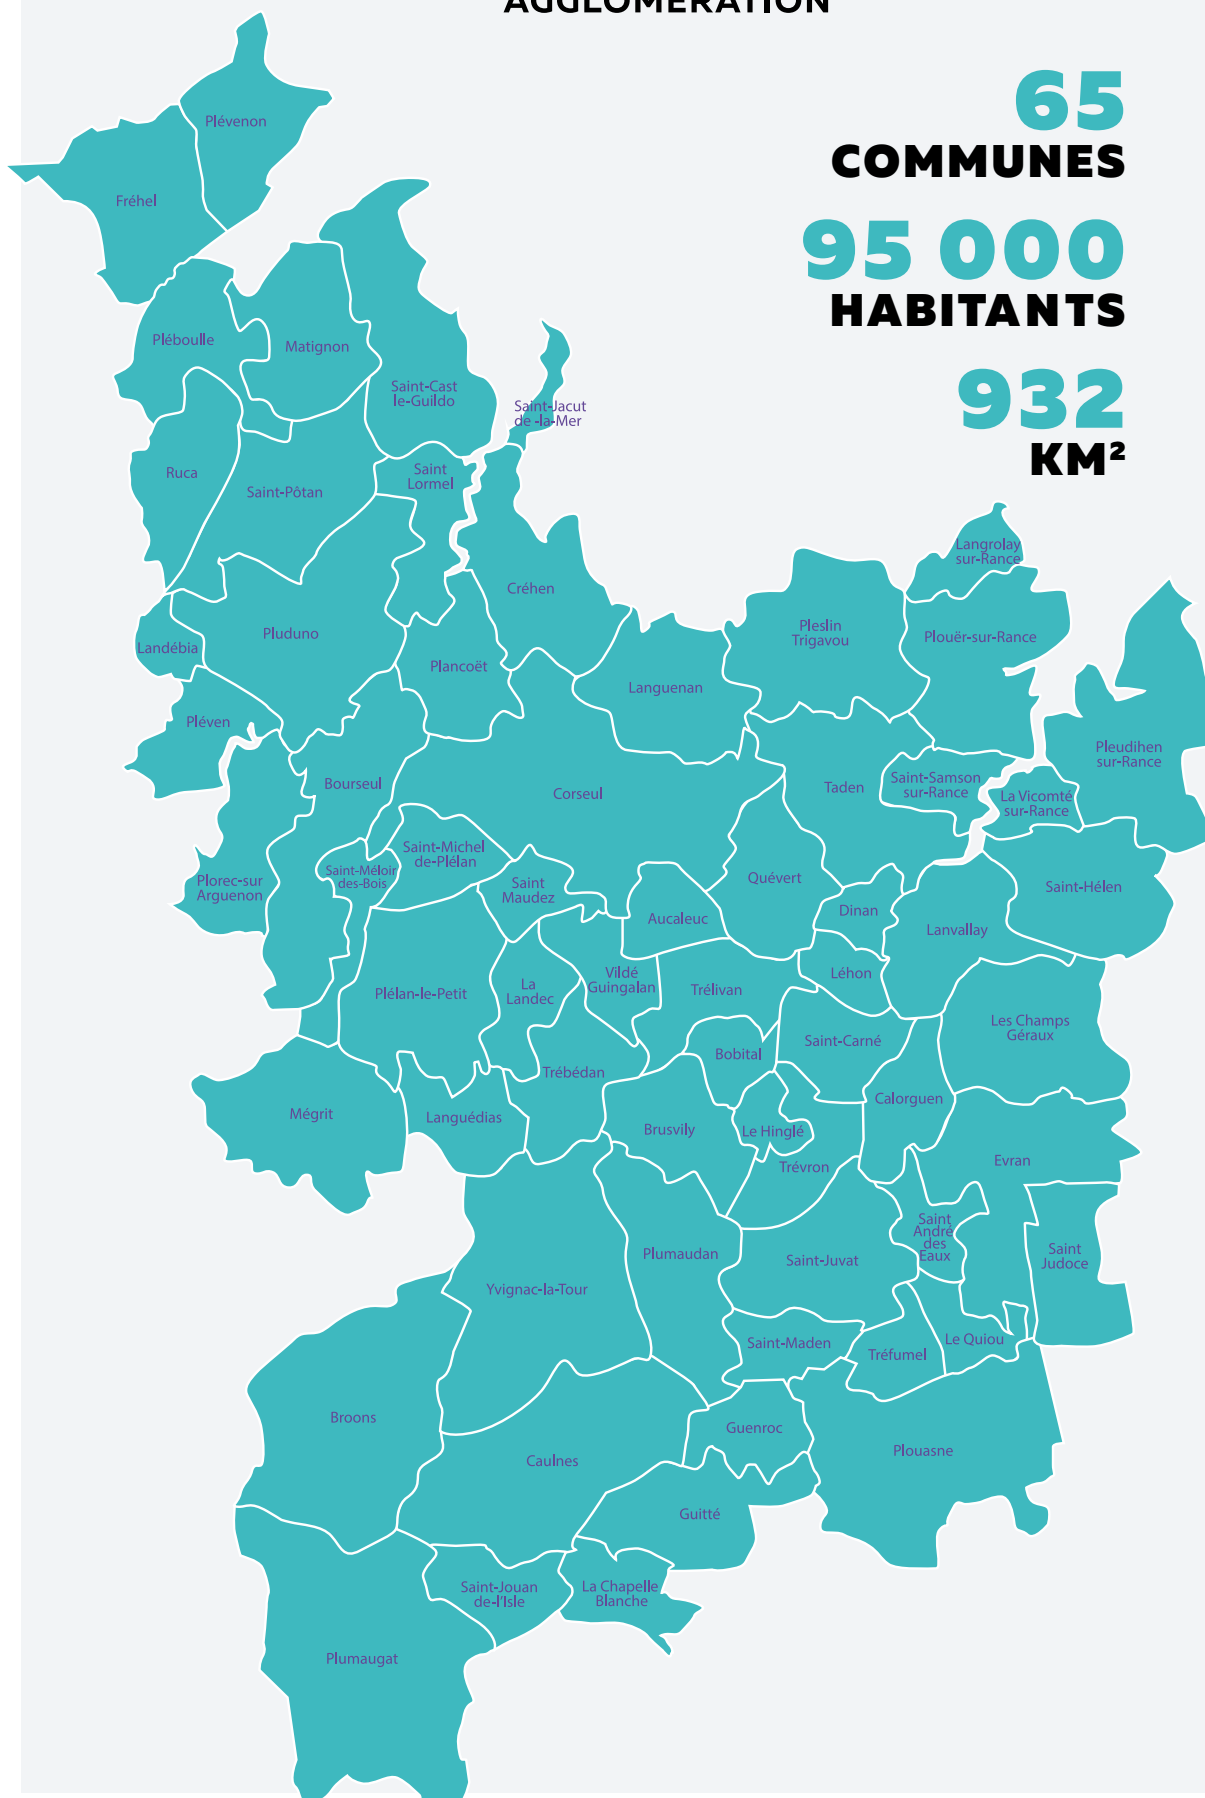 AGGLOMÉRATION
65
COMMUNES
95 000
HABITANTS
932
KM²
Plévenon
Fréhel
Pléboulle
Matignon
Saint-Cast
le-Guildo
Saint-Jacut
de -la-Mer
Ruca
Saint-Pôtan
Saint
Lormel
Langrolay
sur-Rance
Créhen
Pleslin
Trigavou
Plouër-sur-Rance
Landébia
Pluduno
Plancoët
Languenan
Pléven
Pleudihen
sur-Rance
Bourseul
Corseul
Taden
Saint-Samson
sur-Rance
La Vicomté
sur-Rance
Saint-Michel
de-Plélan
Saint-Méloir
des-Bois
Plorec-sur
Arguenon
Saint
Maudez
Quévert
Saint-Hélen
Aucaleuc
Dinan
Lanvallay
Plélan-le-Petit
La
Landec
Vildé
Guingalan
Trélivan
Léhon
Les Champs
Géraux
Bobital
Saint-Carné
Trébédan
Mégrit
Languédias
Brusvily
Le Hinglé
Calorguen
Trévron
Evran
Saint
André
des
Eaux
Plumaudan
Saint-Juvat
Saint
Judoce
Yvignac-la-Tour
Saint-Maden
Tréfumel
Le Quiou
Broons
Guenroc
Caulnes
Plouasne
Guitté
Saint-Jouan
de-l'Isle
La Chapelle
Blanche
Plumaugat